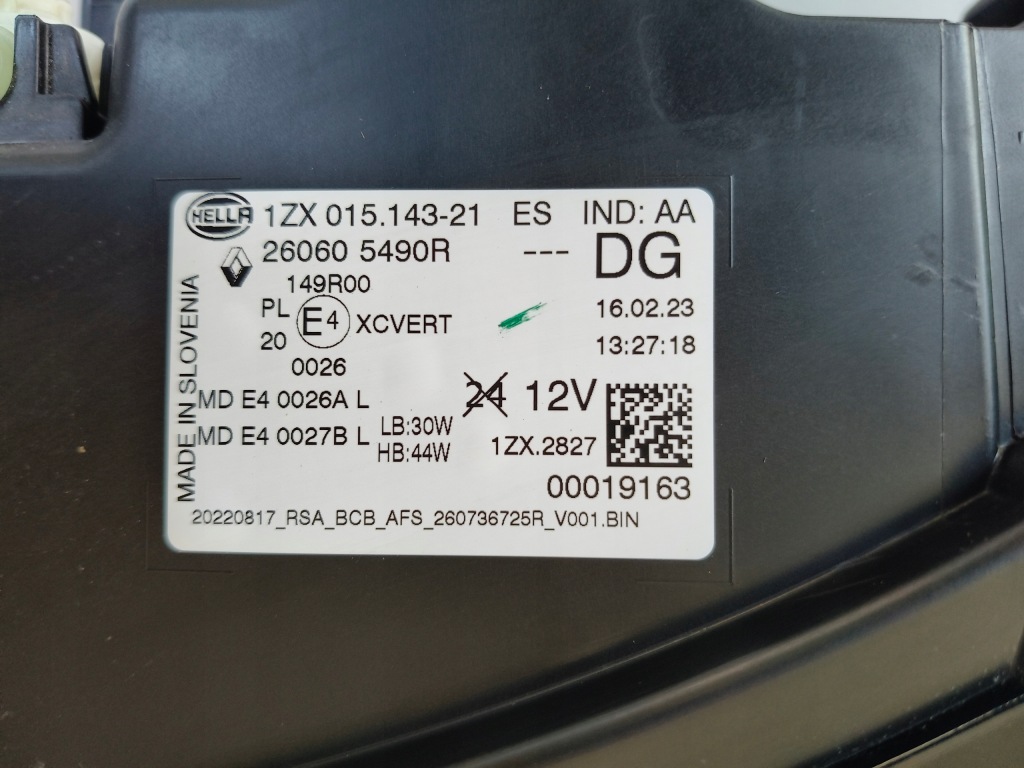 HELLA 1ZX 015.143-21 ES IND: AA
26060 5490R --- DG
149R00
PL E4 XCVERT 16.02.23
20 13:27:18
0026
MD E4 0026A L 24 12V
MD E4 0027B L LB:30W 1ZX.2827
HB:44W
00019163
20220817_RSA_BCB_AFS_260736725R_V001.BIN
MADE IN SLOVENIA